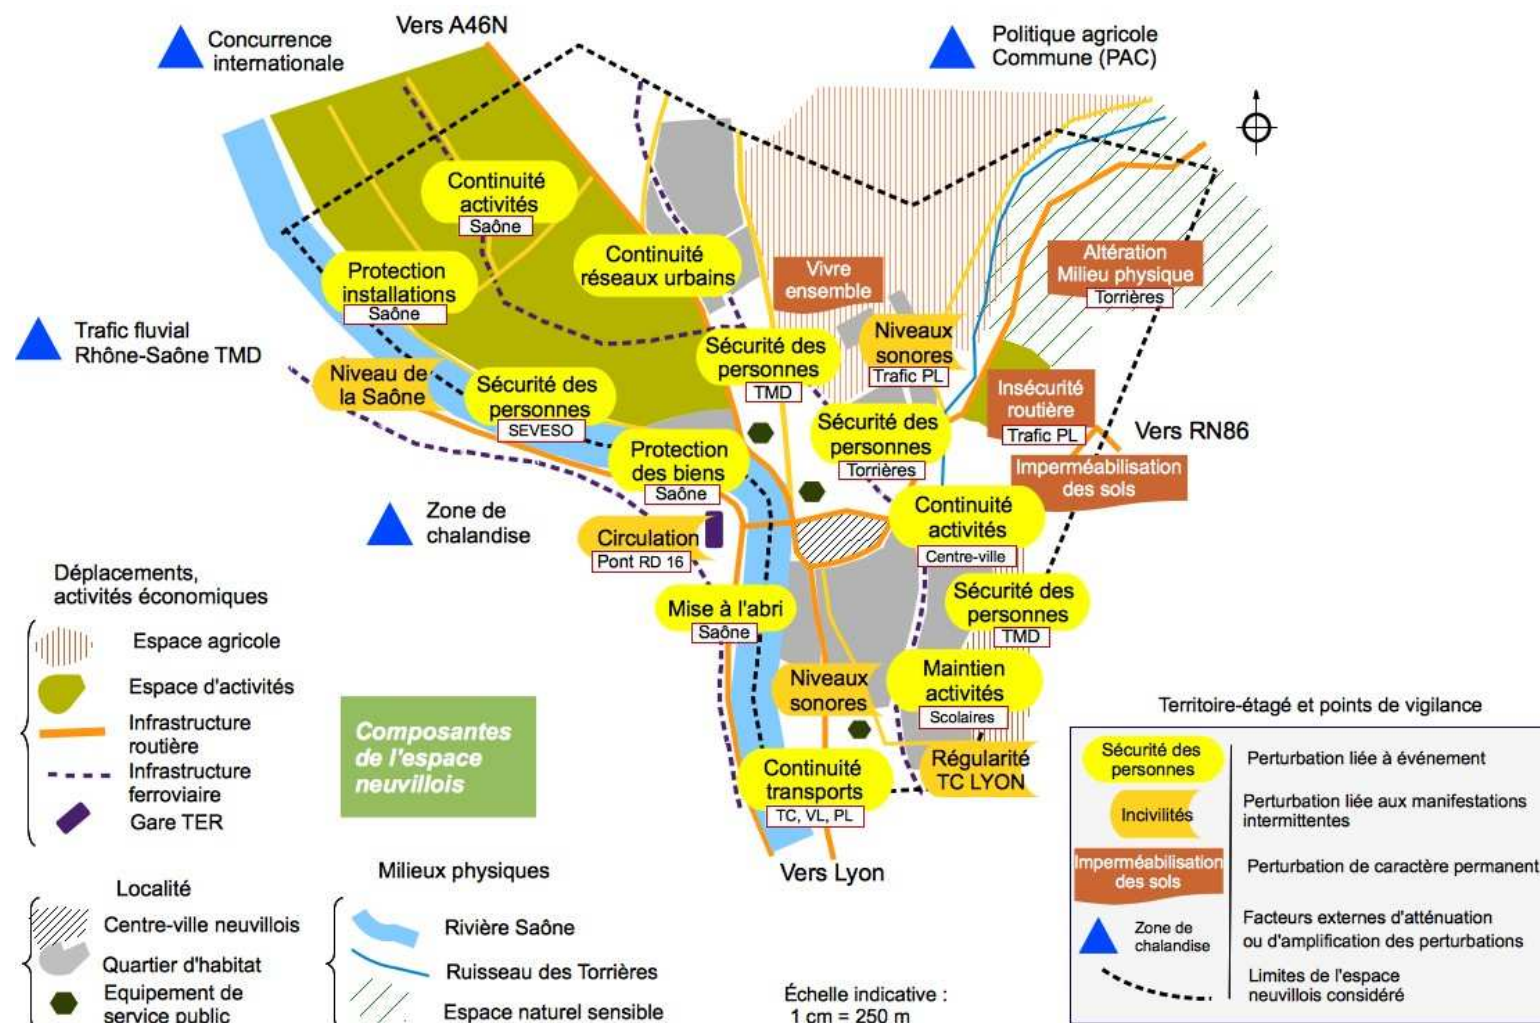 Vers A46N
Concurrence
internationale
Politique agricole
Commune (PAC)
Continuité
activités
Saône
Continuité
réseaux urbains
Protection
installations
Saône
Vivre
ensemble
Altération
Milieu physique
Torrières
Trafic fluvial
Rhône-Saône TMD
Niveau de
la Saône
Sécurité des
personnes
SEVESO
Sécurité des
personnes
TMD
Niveaux
sonores
Trafic PL
Insécurité
routière
Trafic PL
Vers RN86
Sécurité des
personnes
Torrières
Protection
des biens
Saône
Imperméabilisation
des sols
Zone de
chalandise
Circulation
Pont RD 16
Continuité
activités
Centre-ville
Mise à l'abri
Saône
Sécurité des
personnes
TMD
Niveaux
sonores
Maintien
activités
Scolaires
Continuité
transports
TC, VL, PL
Régularité
TC LYON
Vers Lyon
Déplacements,
activités économiques
Espace agricole
Espace d'activités
Infrastructure
routière
Infrastructure
ferroviaire
Gare TER
Composantes
de l'espace
neuvillois
Localité
Centre-ville neuvillois
Quartier d'habitat
Equipement de
service public
Milieux physiques
Rivière Saône
Ruisseau des Torrières
Espace naturel sensible
Échelle indicative :
1 cm = 250 m
Territoire-étagé et points de vigilance
Sécurité des
personnes
Perturbation liée à événement
Incivilités
Perturbation liée aux manifestations
intermittentes
Imperméabilisation
des sols
Perturbation de caractère permanent
Zone de
chalandise
Facteurs externes d'atténuation
ou d'amplification des perturbations
Limites de l'espace
neuvillois considéré